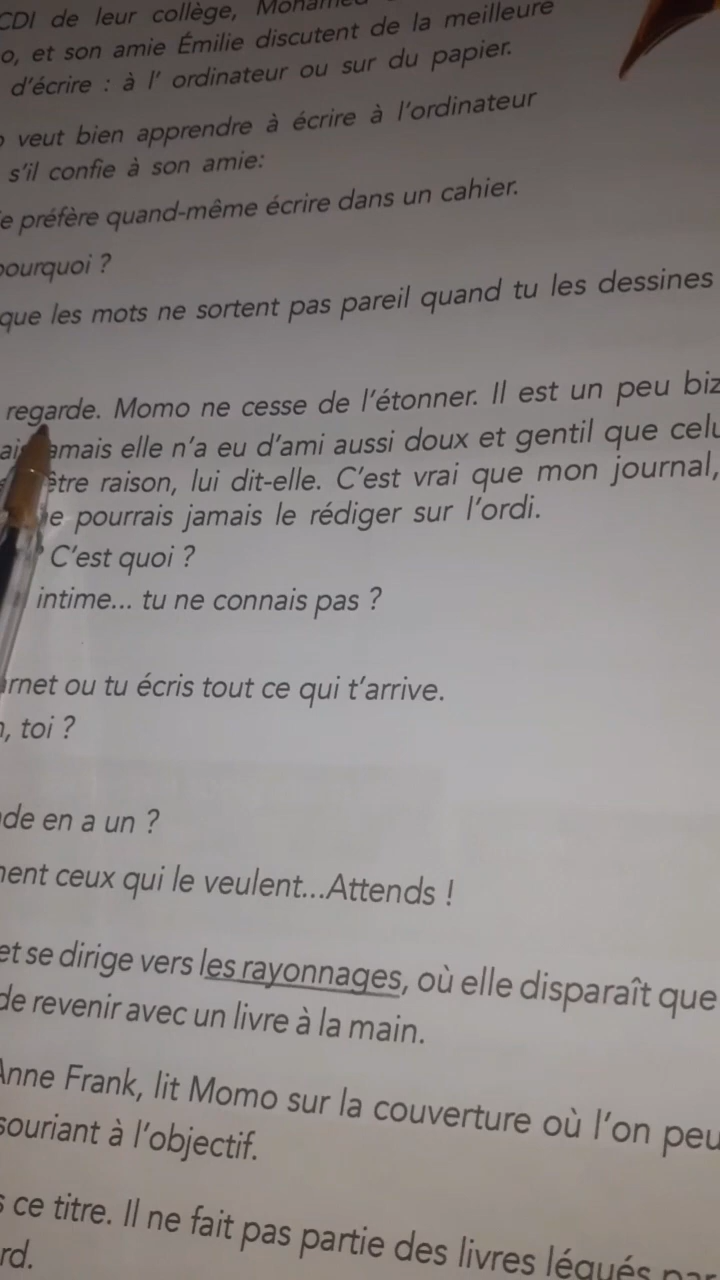 CDI de leur collège,
o, et son amie Émilie discutent de la meilleure
d'écrire : à l' ordinateur ou sur du papier.
veut bien apprendre à écrire à l'ordinateur
s'il confie à son amie:
e préfère quand-même écrire dans un cahier.
pourquoi ?
que les mots ne sortent pas pareil quand tu les dessines
regarde. Momo ne cesse de l'étonner. Il est un peu
jamais elle n'a eu d'ami aussi doux et gentil que
être raison, lui dit-elle. C'est vrai que mon journal,
e pourrais jamais le rédiger sur l'ordi.
C'est quoi ?
intime... tu ne connais pas ?
rnet ou tu écris tout ce qui t'arrive.
, toi ?
de en a un ?
ment ceux qui le veulent...Attends !
et se dirige vers les rayonnages, où elle disparaît que
de revenir avec un livre à la main.
Anne Frank, lit Momo sur la couverture où l'on peu
souriant à l'objectif.
s ce titre. Il ne fait pas partie des livres légués
rd.